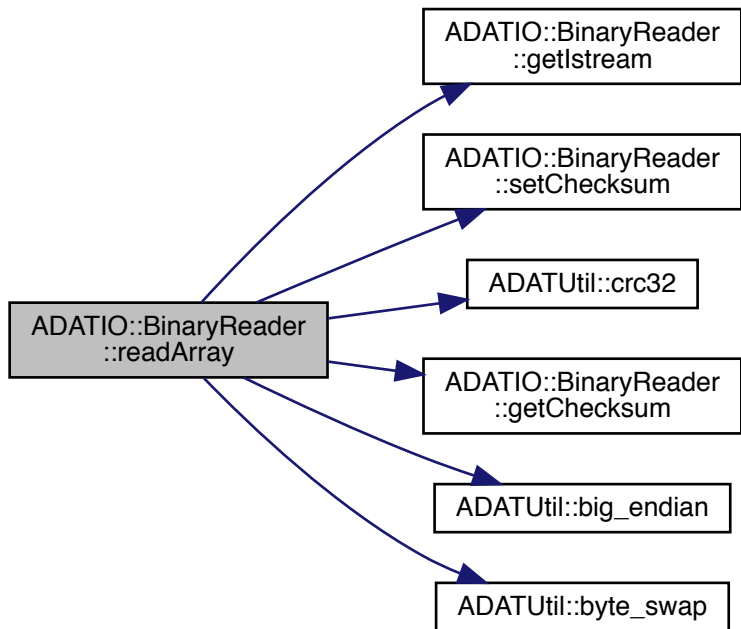 ADATIO::BinaryReader
::getIstream
ADATIO::BinaryReader
::setChecksum
ADATUtil::crc32
ADATIO::BinaryReader
::readArray
ADATIO::BinaryReader
::getChecksum
ADATUtil::big_endian
ADATUtil::byte_swap